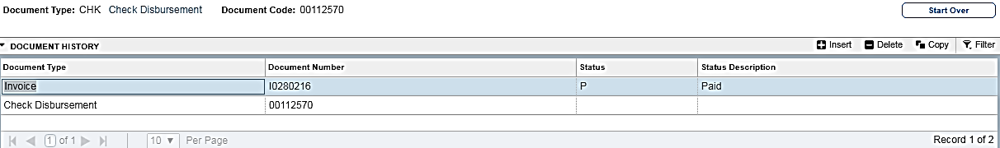 Document Type: CHK Check Disbursement Document Code: 00112570 Start Over
DOCUMENT HISTORY Insert Delete Copy Filter
Document Type Document Number Status Status Description
Invoice I0280216 P Paid
Check Disbursement 00112570
1 of 1 10 Per Page Record 1 of 2